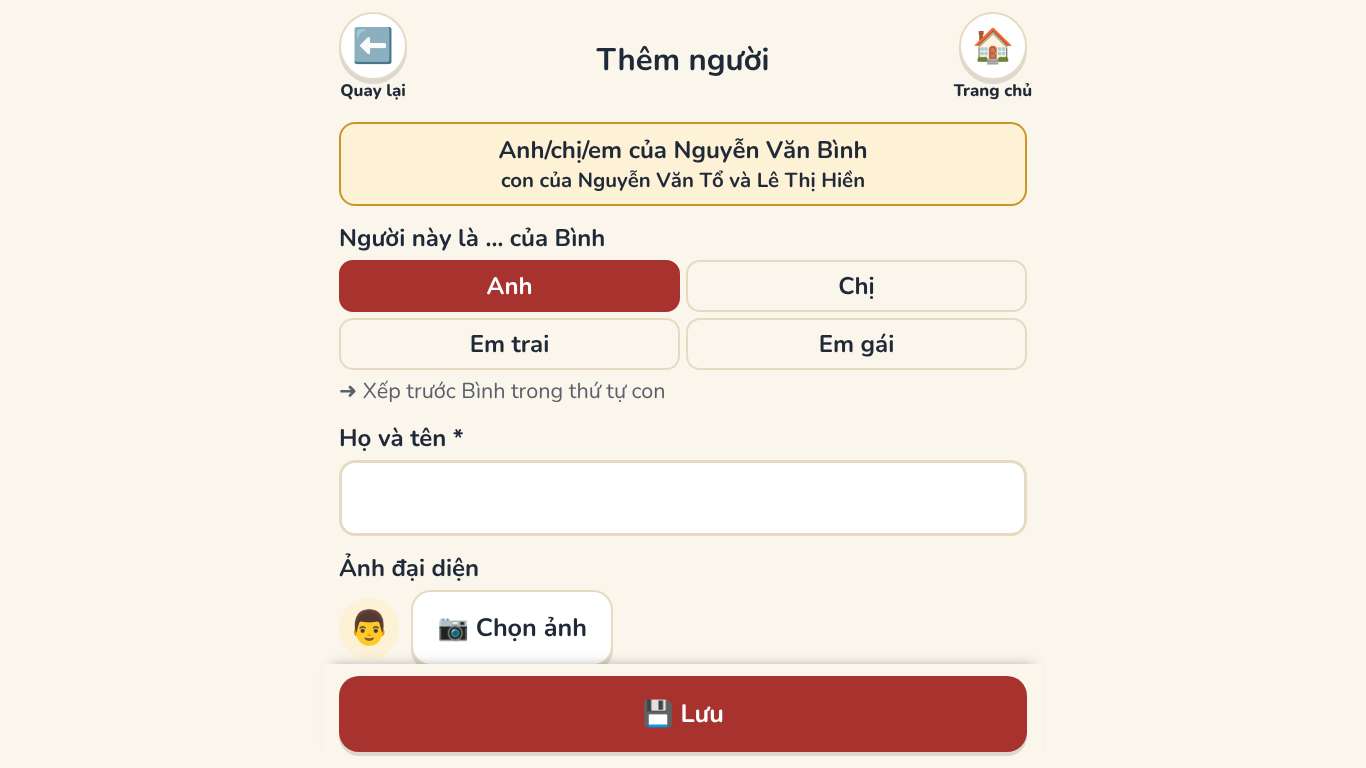 Quay lại
Thêm người
Trang chủ
Anh/chị/em của Nguyễn Văn Bình
con của Nguyễn Văn Tổ và Lê Thị Hiền
Người này là ... của Bình
Anh
Chị
Em trai
Em gái
➜ Xếp trước Bình trong thứ tự con
Họ và tên *
Ảnh đại diện
Chọn ảnh
Lưu